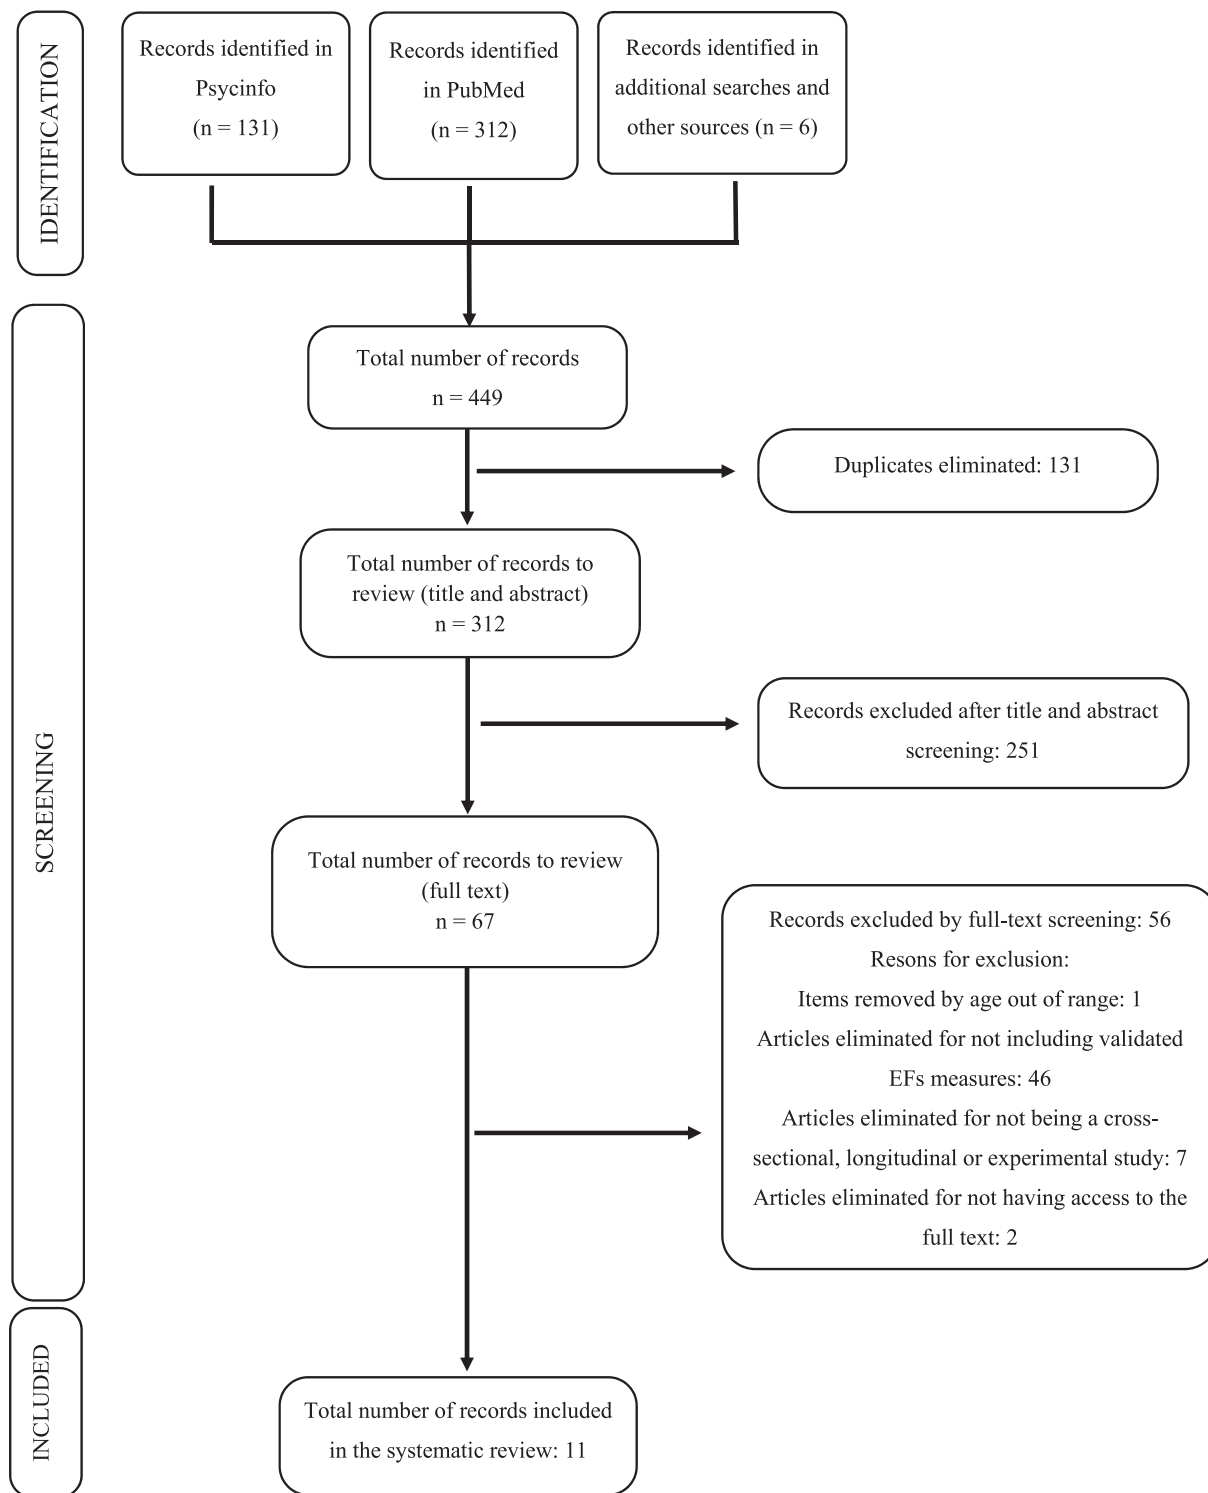 IDENTIFICATION
Records identified in
Psycinfo
(n = 131)
Records identified
in PubMed
(n = 312)
Records identified in
additional searches and
other sources (n = 6)
SCREENING
Total number of records
n = 449
Duplicates eliminated: 131
Total number of records to
review (title and abstract)
n = 312
Records excluded after title and abstract
screening: 251
Total number of records to review
(full text)
n = 67
Records excluded by full-text screening: 56
Resons for exclusion:
Items removed by age out of range: 1
Articles eliminated for not including validated
EFs measures: 46
Articles eliminated for not being a cross-
sectional, longitudinal or experimental study: 7
Articles eliminated for not having access to the
full text: 2
INCLUDED
Total number of records included
in the systematic review: 11